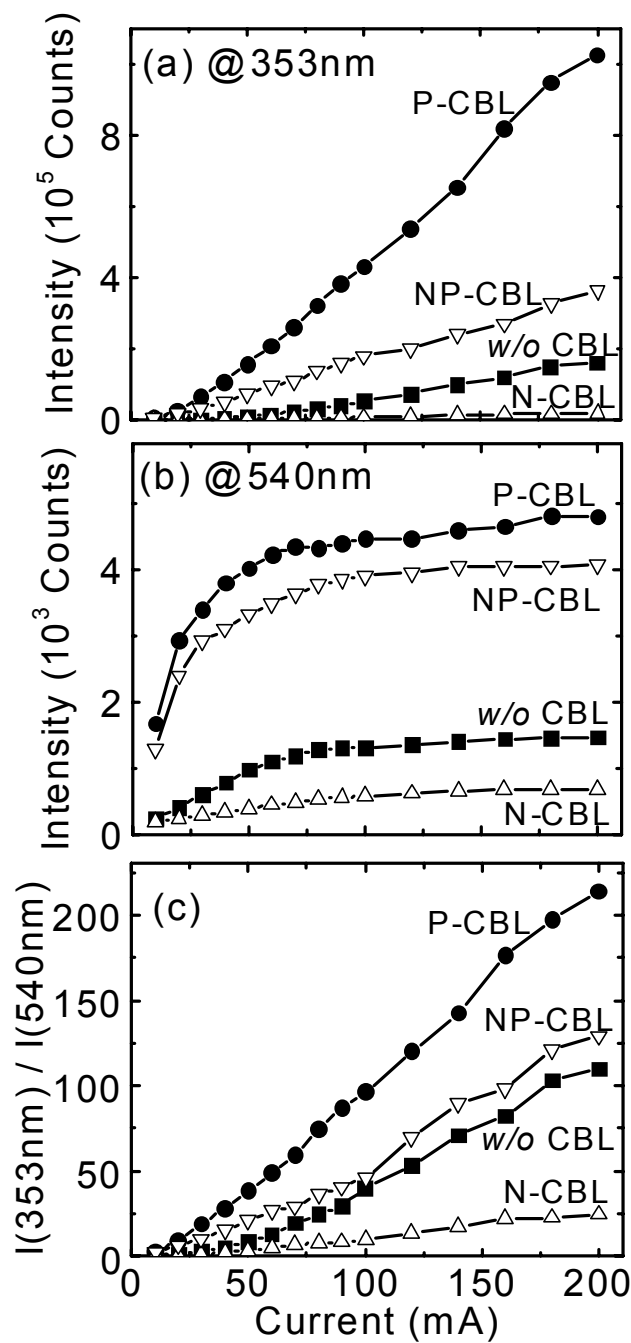 (a) @353nm
P-CBL
NP-CBL
w/o CBL
N-CBL
8
4
0
Intensity (10⁵ Counts)
(b) @540nm
P-CBL
NP-CBL
w/o CBL
N-CBL
4
2
0
Intensity (10³ Counts)
(c)
P-CBL
NP-CBL
w/o CBL
N-CBL
200
150
100
50
0
I(353nm) / I(540nm)
0 50 100 150 200
Current (mA)